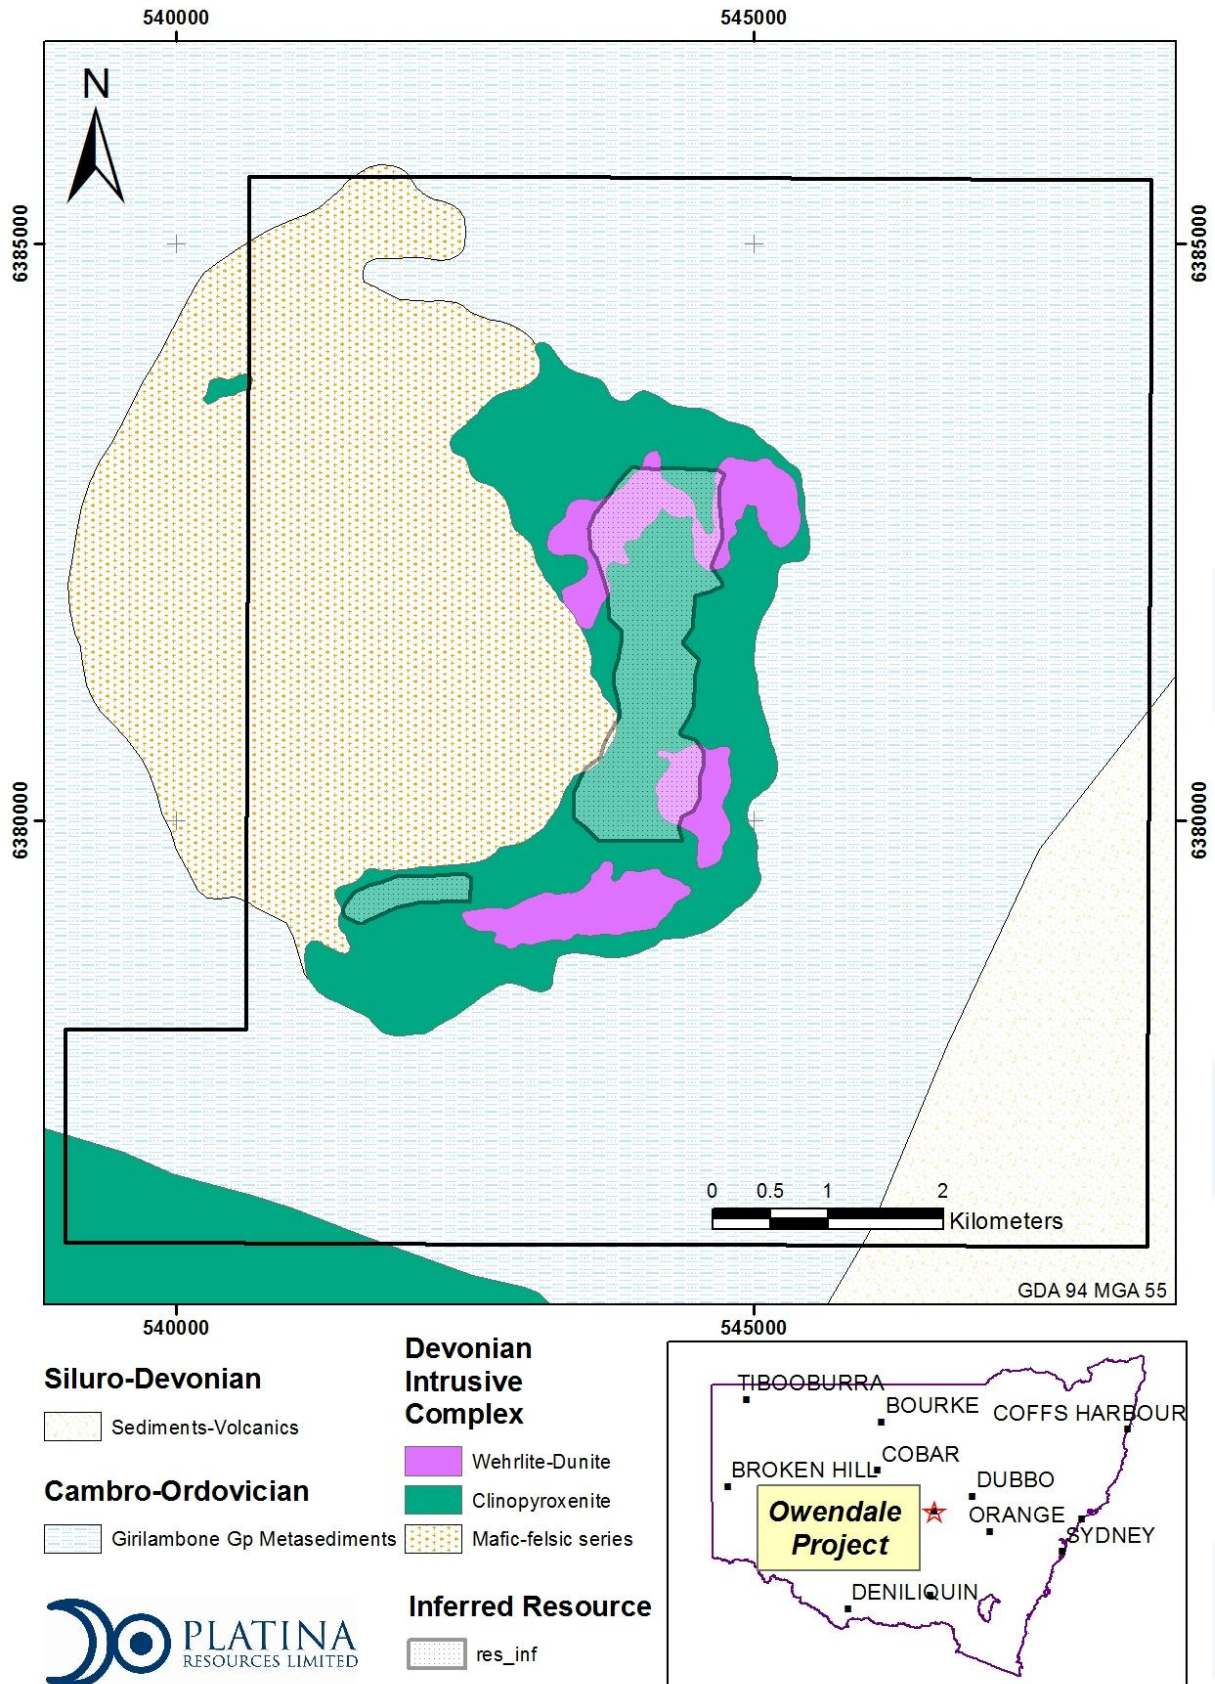 540000
545000
N
6385000
6385000
6380000
6380000
0 0.5 1 2
Kilometers
GDA 94 MGA 55
540000
545000
Siluro-Devonian
Sediments-Volcanics
Cambro-Ordovician
Girilambone Gp Metasediments
Devonian
Intrusive
Complex
Wehrlite-Dunite
Clinopyroxenite
Mafic-felsic series
Inferred Resource
res_inf
PLATINA
RESOURCES LIMITED
TIBOOBURRA
BOURKE
COFFS HARBOUR
COBAR
BROKEN HILL
DUBBO
Owendale
Project
ORANGE
SYDNEY
DENILIQUIN